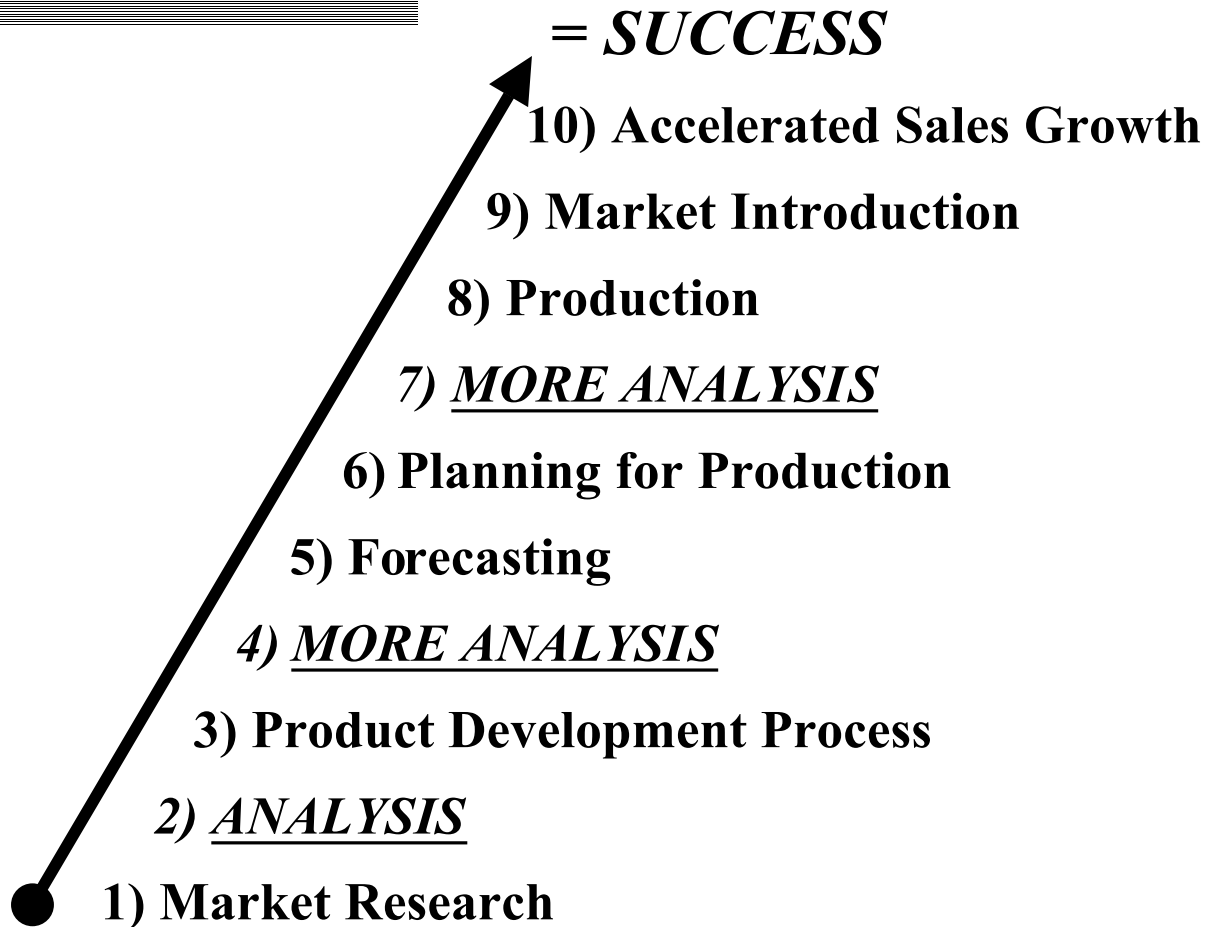 = SUCCESS
10) Accelerated Sales Growth
9) Market Introduction
8) Production
7) MORE ANALYSIS
6) Planning for Production
5) Forecasting
4) MORE ANALYSIS
3) Product Development Process
2) ANALYSIS
1) Market Research